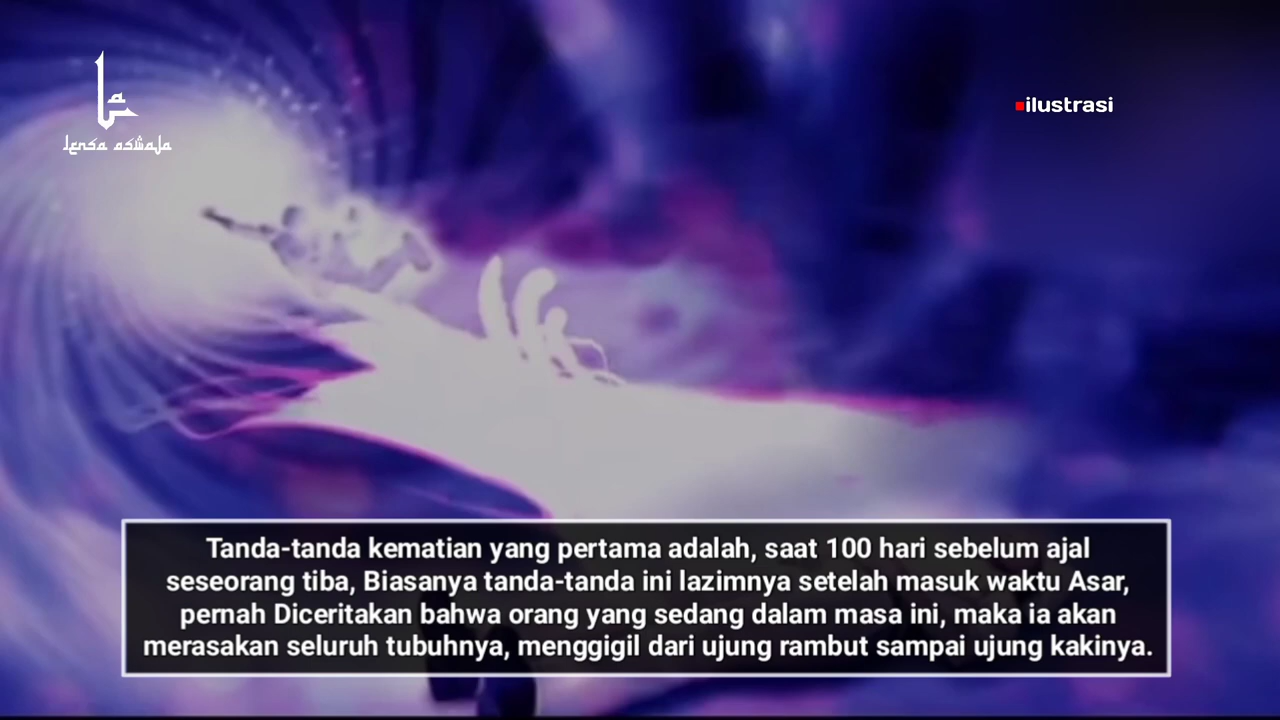 lensa aswaja
ilustrasi
Tanda-tanda kematian yang pertama adalah, saat 100 hari sebelum ajal
seseorang tiba, Biasanya tanda-tanda ini lazimnya setelah masuk waktu Asar,
pernah Diceritakan bahwa orang yang sedang dalam masa ini, maka ia akan
merasakan seluruh tubuhnya, menggigil dari ujung rambut sampai ujung kakinya.